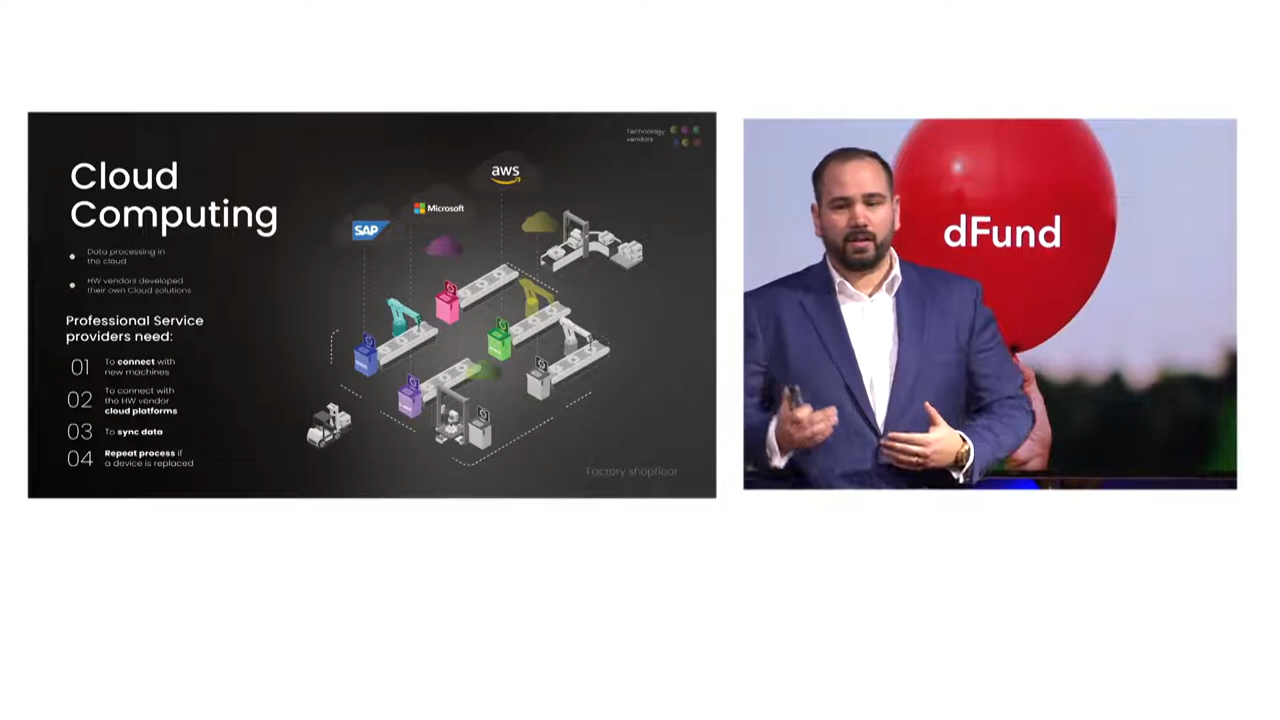 Technology
vendors
Cloud
Computing
Data processing in
the cloud
HW vendors developed
their own Cloud solutions
Professional Service
providers need:
01 To connect with
new machines
02 To connect with
the HW vendor
cloud platforms
03 To sync data
04 Repeat process if
a device is replaced
aws
Microsoft
SAP
Factory shopfloor
dFund